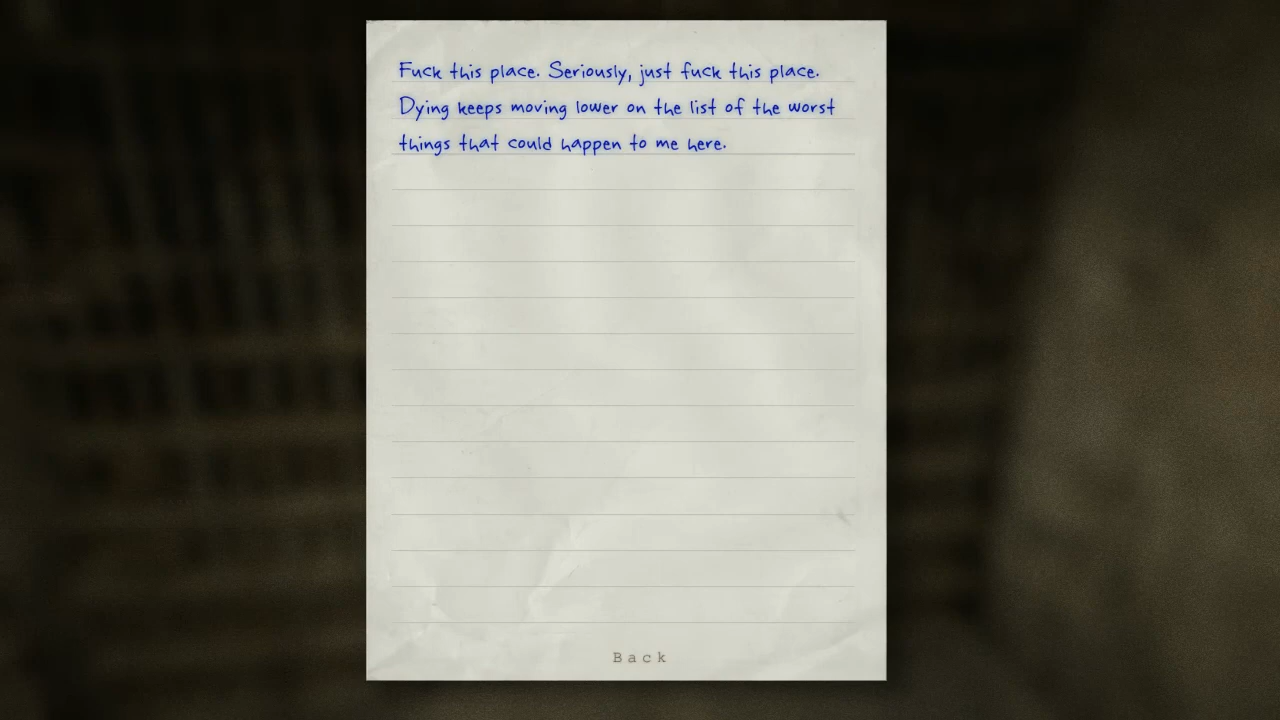 Fuck this place. Seriously, just fuck this place.
Dying keeps moving lower on the list of the worst
things that could happen to me here.
Back